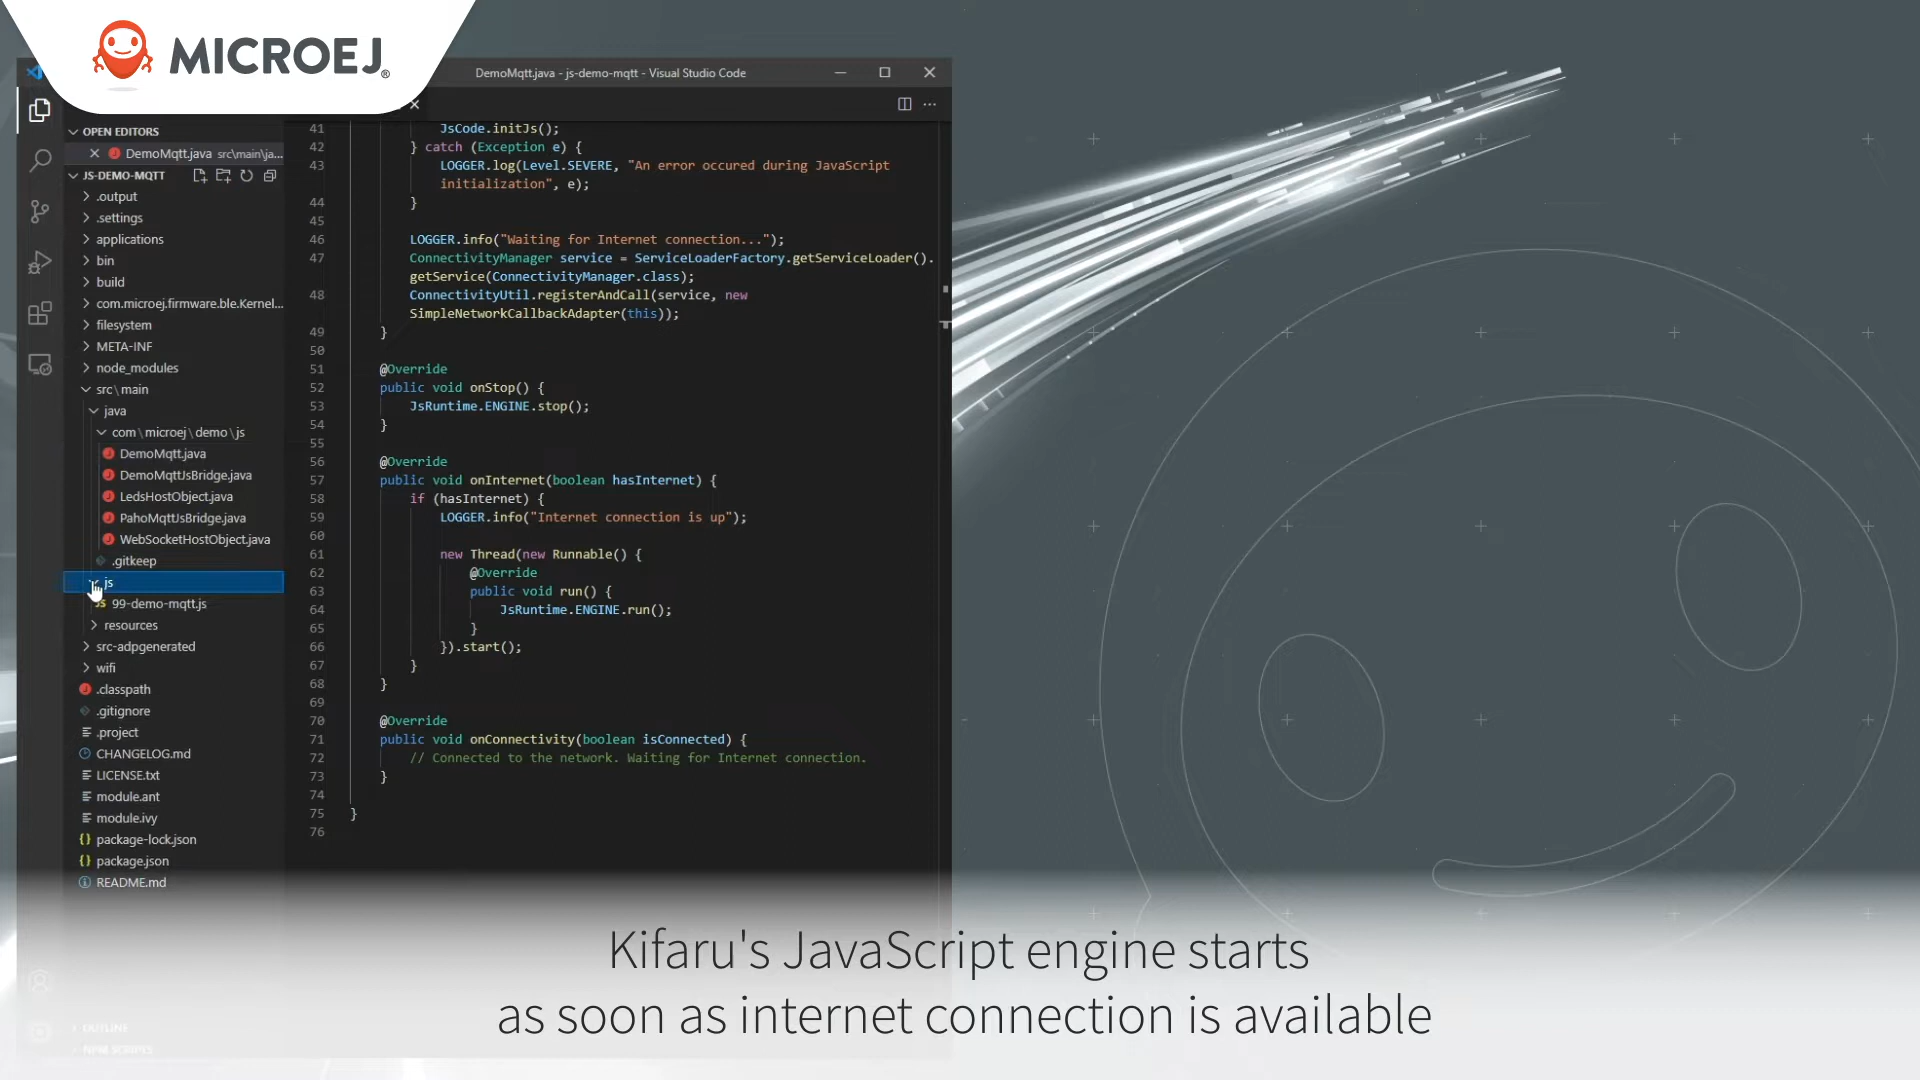 MICROEJ®
DemoMqtt.java - js-demo-mqtt - Visual Studio Code
OPEN EDITORS
DemoMqtt.java src\main\ja...
JS-DEMO-MQTT
.output
.settings
applications
bin
build
com.microej.firmware.ble.Kernel...
filesystem
META-INF
node_modules
src\main
java
com\microej\demo\js
DemoMqtt.java
DemoMqttJsBridge.java
LedsHostObject.java
PahoMqttJsBridge.java
WebSocketHostObject.java
.gitkeep
js
JS 99-demo-mqtt.js
resources
src-adpgenerated
wifi
.classpath
.gitignore
.project
CHANGELOG.md
LICENSE.txt
module.ant
module.ivy
{} package-lock.json
{} package.json
README.md
OUTLINE
NPM SCRIPTS
41 JsCode.initJs();
42 } catch (Exception e) {
43 LOGGER.log(Level.SEVERE, "An error occured during JavaScript
initialization", e);
44 }
45
46 LOGGER.info("Waiting for Internet connection...");
47 ConnectivityManager service = ServiceLoaderFactory.getServiceLoader().
getService(ConnectivityManager.class);
48 ConnectivityUtil.registerAndCall(service, new
SimpleNetworkCallbackAdapter(this));
49 }
50
51 @Override
52 public void onStop() {
53 JsRuntime.ENGINE.stop();
54 }
55
56 @Override
57 public void onInternet(boolean hasInternet) {
58 if (hasInternet) {
59 LOGGER.info("Internet connection is up");
60
61 new Thread(new Runnable() {
62 @Override
63 public void run() {
64 JsRuntime.ENGINE.run();
65 }
66 }).start();
67 }
68 }
69
70 @Override
71 public void onConnectivity(boolean isConnected) {
72 // Connected to the network. Waiting for Internet connection.
73 }
74
75 }
76
Kifaru's JavaScript engine starts
as soon as internet connection is available